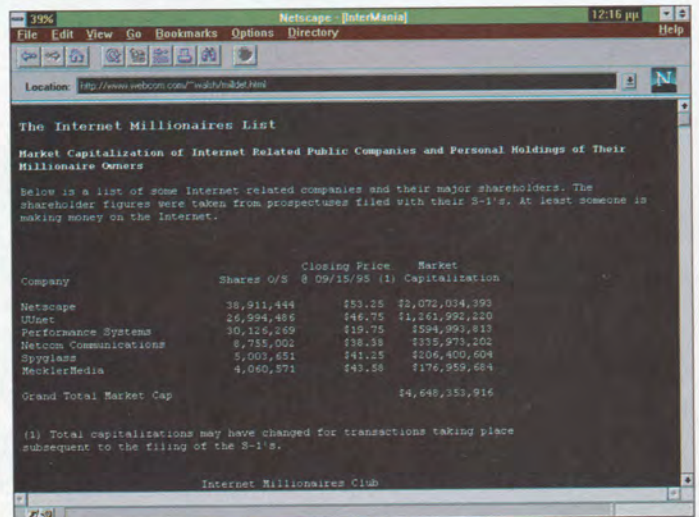 39%
Netscape - [InterMania]
12:16 μμ
File Edit View Go Bookmarks Options Directory Help
Location: http://www.webcom.com/~walsh/milldef.html
N
The Internet Millionaires List
Market Capitalization of Internet Related Public Companies and Personal Holdings of Their
Millionaire Owners
Below is a list of some Internet related companies and their major shareholders. The
shareholder figures were taken from prospectuses filed with their S-1's. At least someone is
making money on the Internet.
Closing Price Market
Company Shares O/S @ 09/15/95 (1) Capitalization
Netscape 38,911,444 $53.25 $2,072,034,393
UUnet 26,994,486 $46.75 $1,261,992,220
Performance Systems 30,126,269 $19.75 $594,993,813
Netcom Communications 8,755,002 $38.38 $335,973,202
Spyglass 5,003,651 $41.25 $206,400,604
MecklerMedia 4,060,571 $43.58 $176,959,684
Grand Total Market Cap $4,648,353,916
(1) Total capitalizations may have changed for transactions taking place
subsequent to the filing of the S-1's.
Internet Millionaires Club